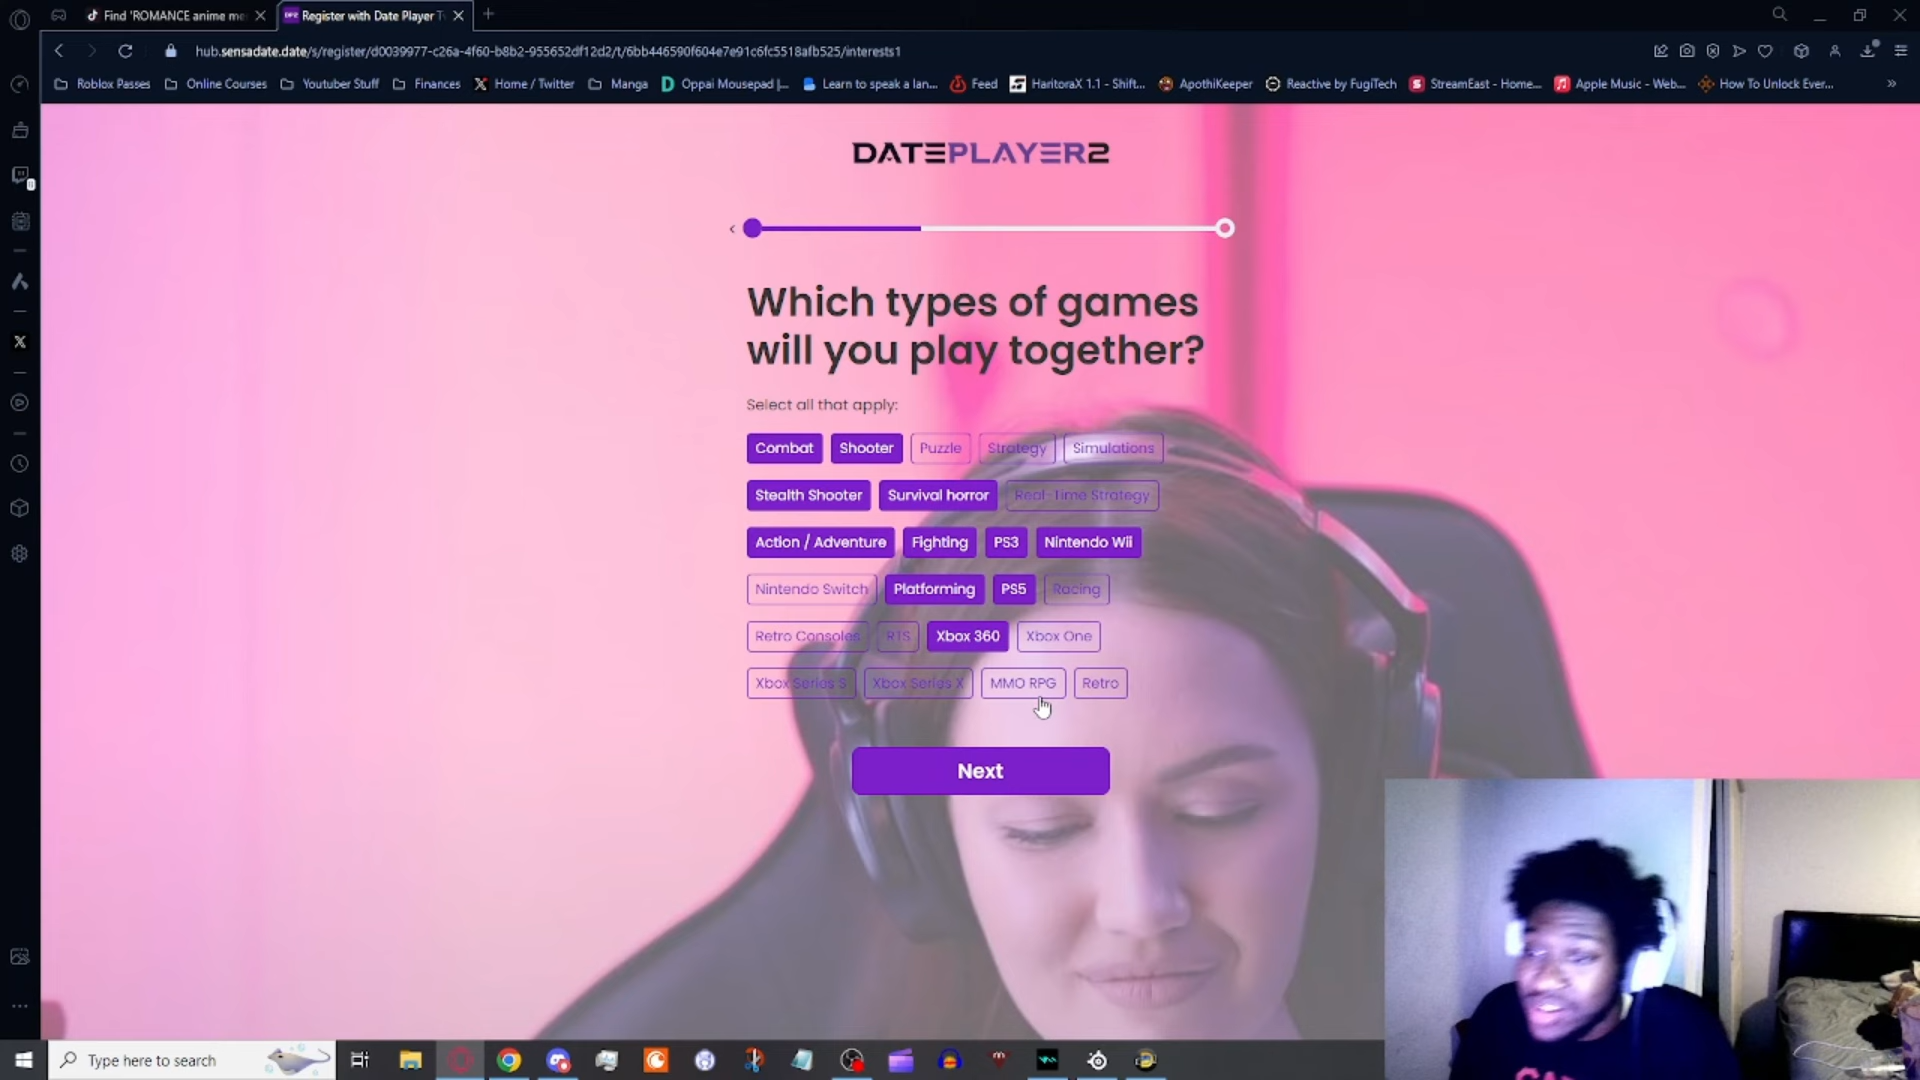 Find 'ROMANCE anime me
DP2 Register with Date Player T
hub.sensadate.date/s/register/d0039977-c26a-4f60-b8b2-955652df12d2/t/6bb446590f604e7e91c6fc5518afb525/interests1
Roblox Passes Online Courses Youtuber Stuff Finances Home / Twitter Manga Oppai Mousepad |... Learn to speak a lan... Feed HaritoraX 1.1 - Shift... ApothiKeeper Reactive by FugiTech StreamEast - Home... Apple Music - Web... How To Unlock Ever... »
DATEPLAYER2
Which types of games
will you play together?
Select all that apply:
Combat Shooter Puzzle Strategy Simulations
Stealth Shooter Survival horror Real-Time Strategy
Action / Adventure Fighting PS3 Nintendo Wii
Nintendo Switch Platforming PS5 Racing
Retro Consoles RTS Xbox 360 Xbox One
Xbox Series S Xbox Series X MMO RPG Retro
Next
Type here to search